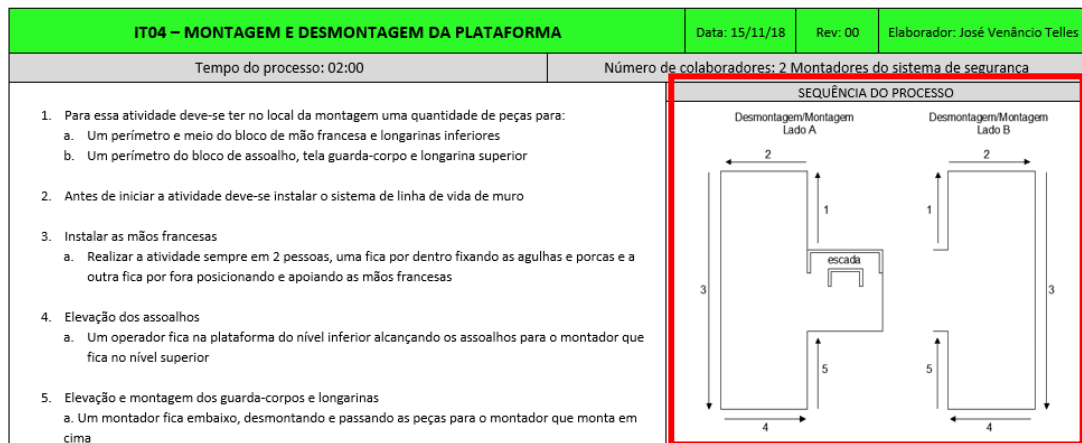 IT04 – MONTAGEM E DESMONTAGEM DA PLATAFORMA
Data: 15/11/18
Rev: 00
Elaborador: José Venâncio Telles
Tempo do processo: 02:00
Número de colaboradores: 2 Montadores do sistema de segurança
1. Para essa atividade deve-se ter no local da montagem uma quantidade de peças para:
a. Um perímetro e meio do bloco de mão francesa e longarinas inferiores
b. Um perímetro do bloco de assoalho, tela guarda-corpo e longarina superior
2. Antes de iniciar a atividade deve-se instalar o sistema de linha de vida de muro
3. Instalar as mãos francesas
a. Realizar a atividade sempre em 2 pessoas, uma fica por dentro fixando as agulhas e porcas e a
outra fica por fora posicionando e apoiando as mãos francesas
4. Elevação dos assoalhos
a. Um operador fica na plataforma do nível inferior alcançando os assoalhos para o montador que
fica no nível superior
5. Elevação e montagem dos guarda-corpos e longarinas
a. Um montador fica embaixo, desmontando e passando as peças para o montador que monta em
cima
SEQUÊNCIA DO PROCESSO
Desmontagem/Montagem
Lado A
2
1
escada
3
5
4
Desmontagem/Montagem
Lado B
2
1
3
5
4